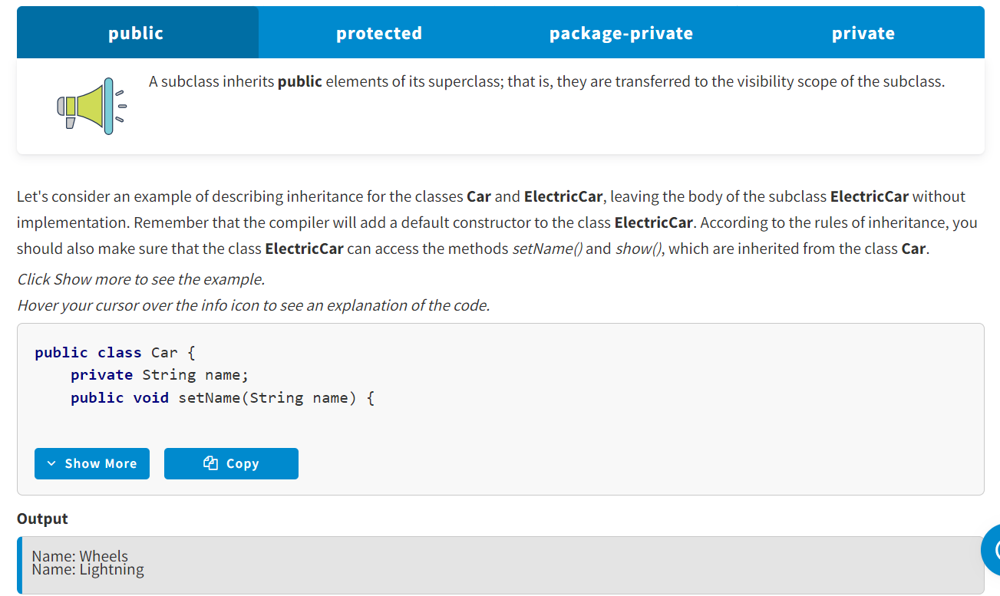 public protected package-private private
A subclass inherits public elements of its superclass; that is, they are transferred to the visibility scope of the subclass.
Let's consider an example of describing inheritance for the classes Car and ElectricCar, leaving the body of the subclass ElectricCar without
implementation. Remember that the compiler will add a default constructor to the class ElectricCar. According to the rules of inheritance, you
should also make sure that the class ElectricCar can access the methods setName() and show(), which are inherited from the class Car.
Click Show more to see the example.
Hover your cursor over the info icon to see an explanation of the code.
public class Car {
    private String name;
    public void setName(String name) {
Show More Copy
Output
Name: Wheels
Name: Lightning